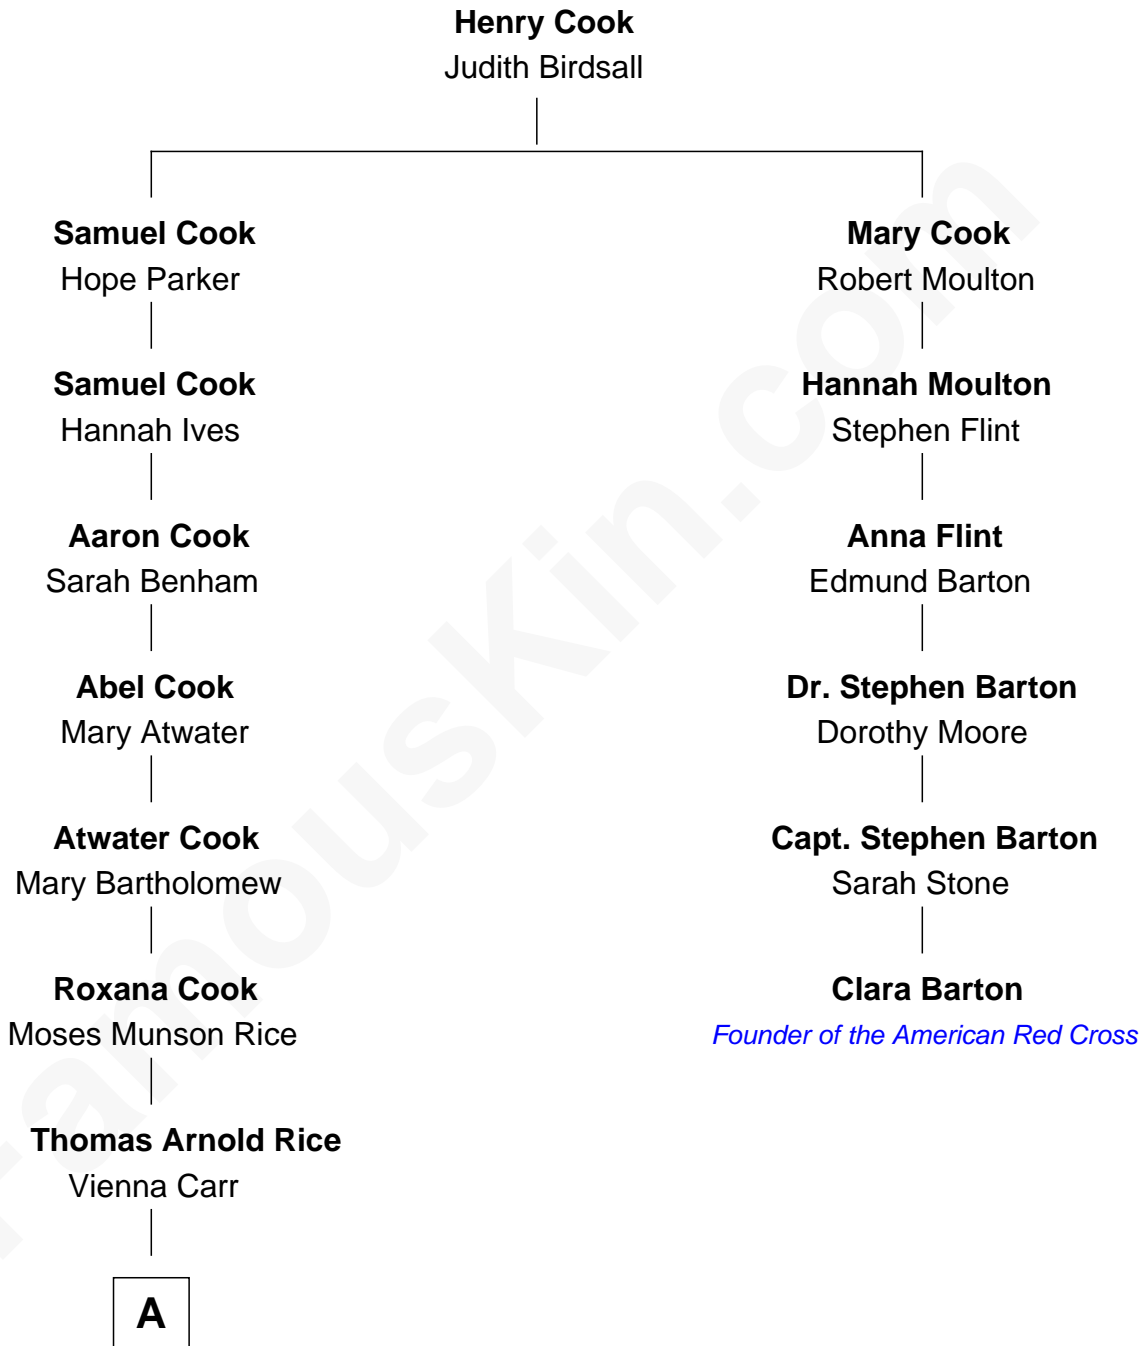 Henry Cook
Judith Birdsall
Samuel Cook
Hope Parker
Samuel Cook
Hannah Ives
Aaron Cook
Sarah Benham
Abel Cook
Mary Atwater
Atwater Cook
Mary Bartholomew
Roxana Cook
Moses Munson Rice
Thomas Arnold Rice
Vienna Carr
A
Mary Cook
Robert Moulton
Hannah Moulton
Stephen Flint
Anna Flint
Edmund Barton
Dr. Stephen Barton
Dorothy Moore
Capt. Stephen Barton
Sarah Stone
Clara Barton
Founder of the American Red Cross
FamousKin.com